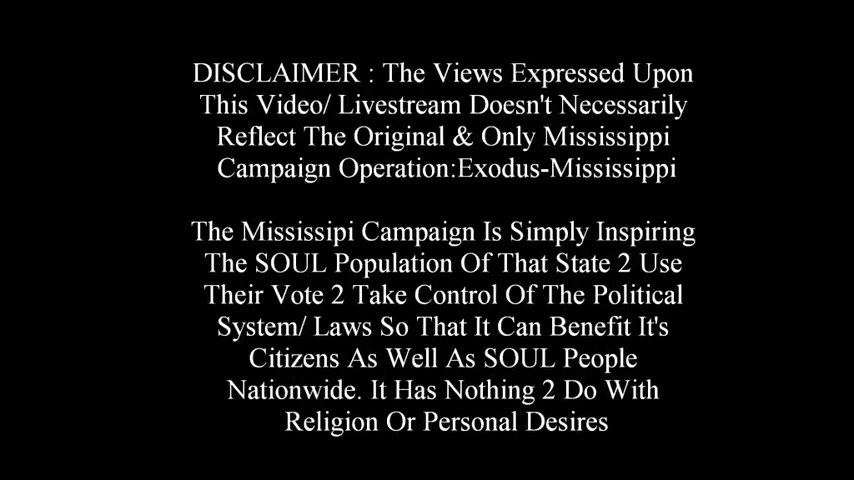 DISCLAIMER : The Views Expressed Upon
This Video/ Livestream Doesn't Necessarily
Reflect The Original & Only Mississippi
Campaign Operation:Exodus-Mississippi
The Mississipi Campaign Is Simply Inspiring
The SOUL Population Of That State 2 Use
Their Vote 2 Take Control Of The Political
System/ Laws So That It Can Benefit It's
Citizens As Well As SOUL People
Nationwide. It Has Nothing 2 Do With
Religion Or Personal Desires